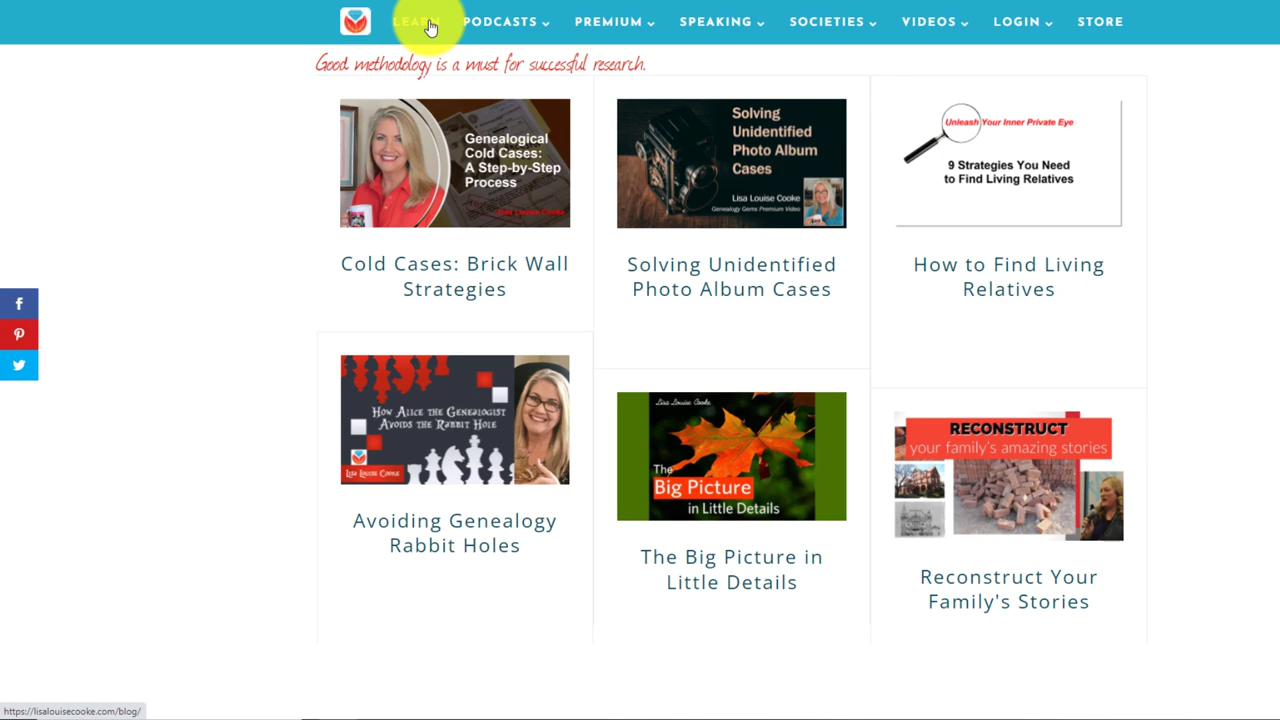 LEARN
PODCASTS
PREMIUM
SPEAKING
SOCIETIES
VIDEOS
LOGIN
STORE
Good methodology is a must for successful research.
Genealogical
Cold Cases:
A Step-by-Step
Process
Lisa Louise Cooke
Cold Cases: Brick Wall
Strategies
Solving
Unidentified
Photo Album
Cases
Lisa Louise Cooke
Genealogy Gems Premium Video
Solving Unidentified
Photo Album Cases
Unleash Your Inner Private Eye
9 Strategies You Need
to Find Living Relatives
How to Find Living
Relatives
How Alice the Genealogist
Avoids the Rabbit Hole
Lisa Louise Cooke
Avoiding Genealogy
Rabbit Holes
Lisa Louise Cooke
The
Big Picture
in Little Details
The Big Picture in
Little Details
RECONSTRUCT
your family's amazing stories
Reconstruct Your
Family's Stories
https://lisalouisecooke.com/blog/